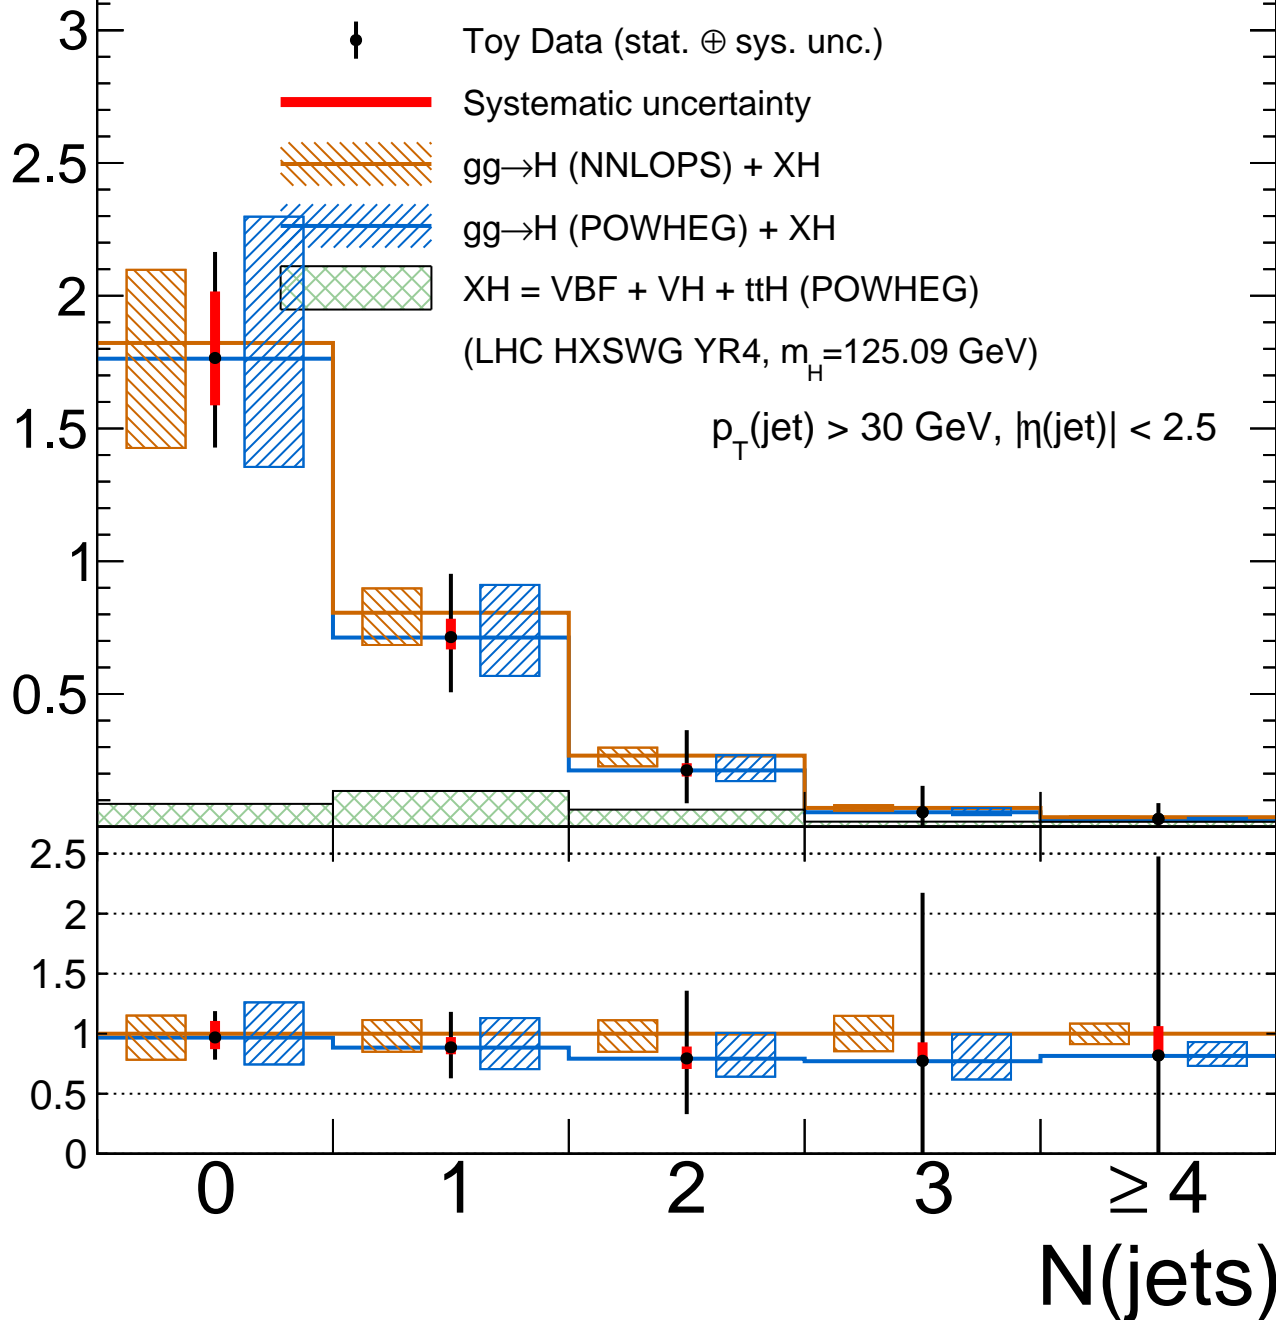 3
Toy Data (stat. ⊕ sys. unc.)
Systematic uncertainty
2.5
gg→H (NNLOPS) + XH
gg→H (POWHEG) + XH
2
XH = VBF + VH + ttH (POWHEG)
(LHC HXSWG YR4, m_H=125.09 GeV)
1.5
p_T(jet) > 30 GeV, |η(jet)| < 2.5
1
0.5
2.5
2
1.5
1
0.5
0
0 1 2 3 ≥ 4
N(jets)